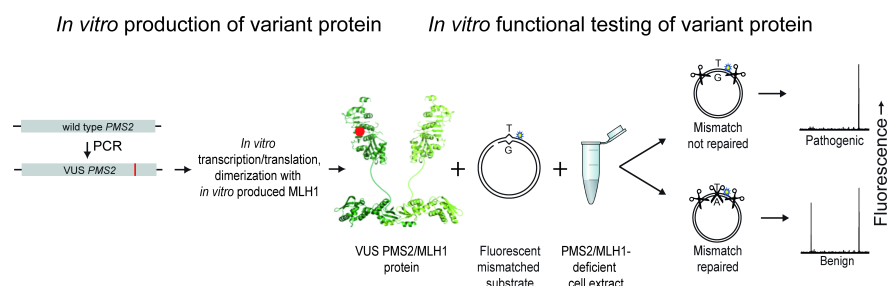 In vitro production of variant protein
In vitro functional testing of variant protein
wild type PMS2
PCR
VUS PMS2
In vitro
transcription/translation,
dimerization with
in vitro produced MLH1
VUS PMS2/MLH1
protein
T
G
Fluorescent
mismatched
substrate
PMS2/MLH1-
deficient
cell extract
T
G
Mismatch
not repaired
Pathogenic
T
A
Mismatch
repaired
Benign
Fluorescence